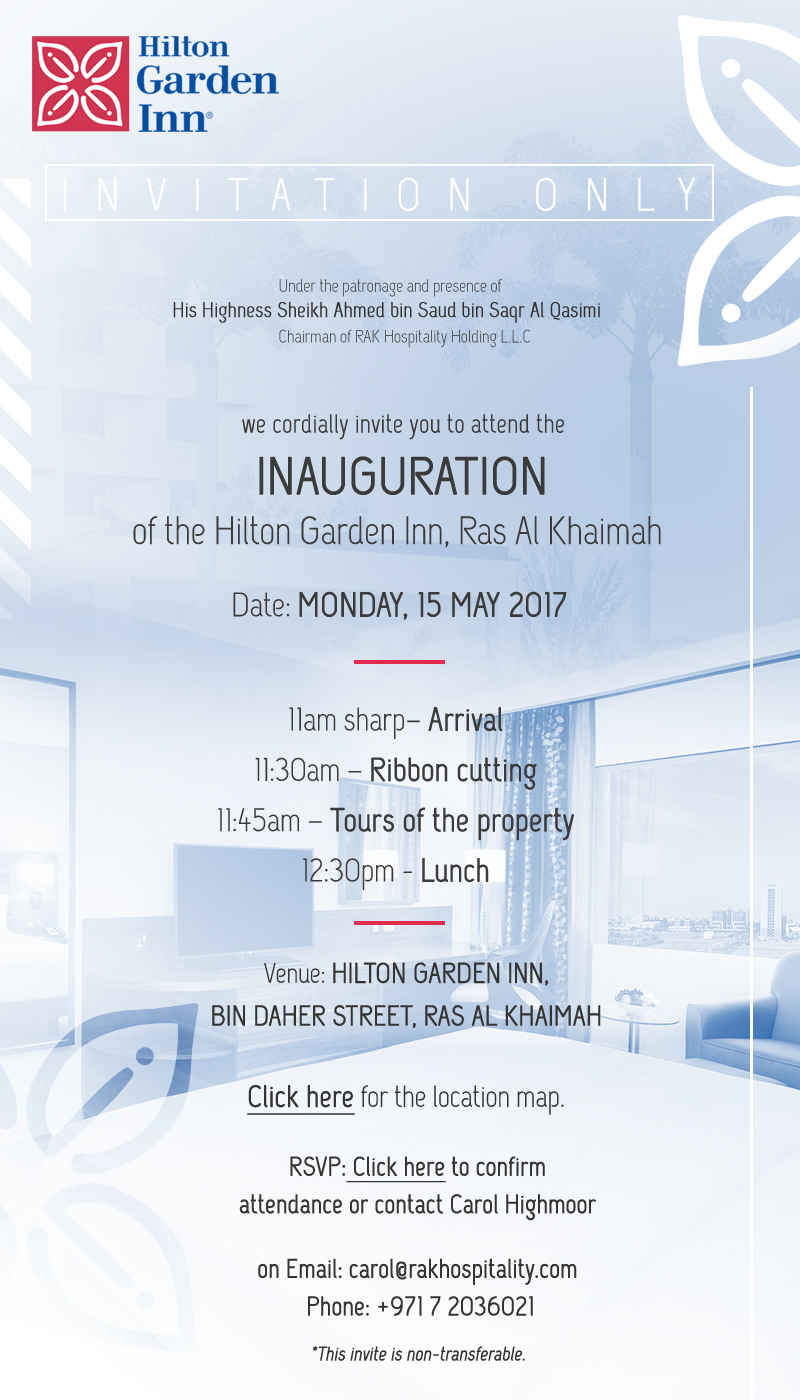 Hilton
Garden
Inn®
INVITATION ONLY
Under the patronage and presence of
His Highness Sheikh Ahmed bin Saud bin Saqr Al Qasimi
Chairman of RAK Hospitality Holding L.L.C
we cordially invite you to attend the
INAUGURATION
of the Hilton Garden Inn, Ras Al Khaimah
Date: MONDAY, 15 MAY 2017
11am sharp– Arrival
11:30am – Ribbon cutting
11:45am – Tours of the property
12:30pm - Lunch
Venue: HILTON GARDEN INN,
BIN DAHER STREET, RAS AL KHAIMAH
Click here for the location map.
RSVP: Click here to confirm
attendance or contact Carol Highmoor
on Email: carol@rakhospitality.com
Phone: +971 7 2036021
*This invite is non-transferable.